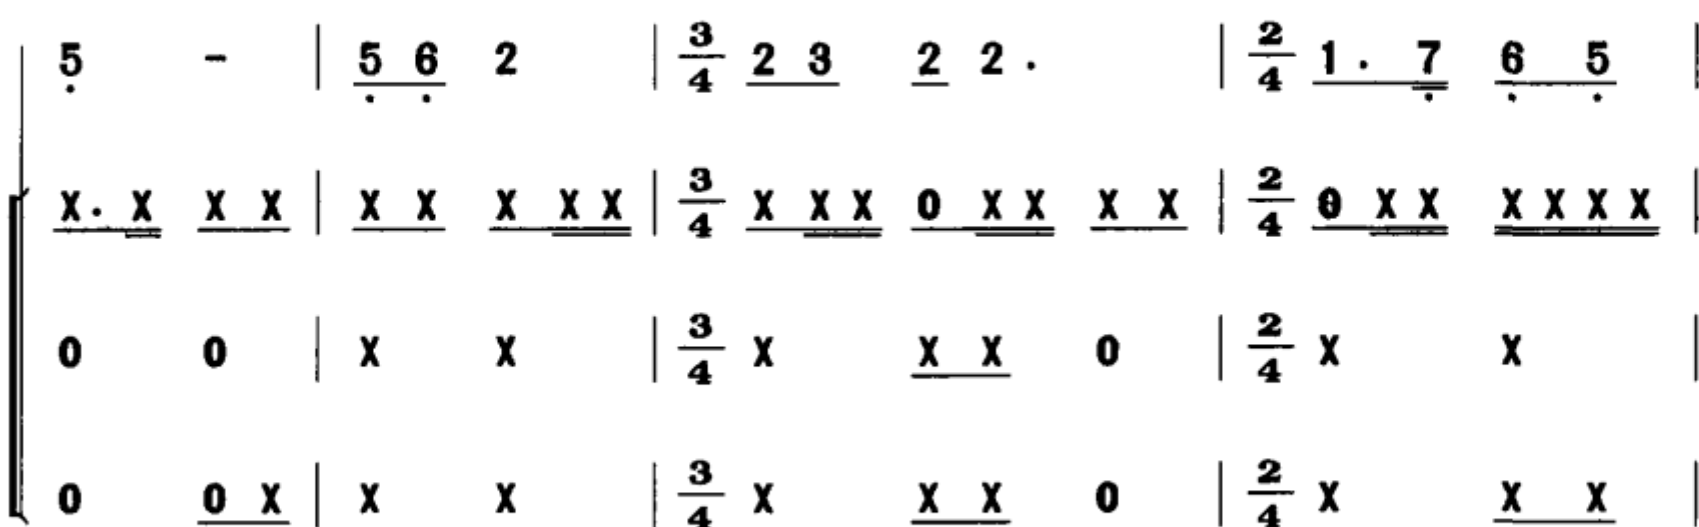 5 - | 5 6 2 | 3/4 2 3 2 2 . | 2/4 1 . 7 6 5 |
X . X X X | X X X X X | 3/4 X X X 0 X X X X | 2/4 0 X X X X X X |
0 0 | X X | 3/4 X X X 0 | 2/4 X X |
0 0 X | X X | 3/4 X X X 0 | 2/4 X X X |